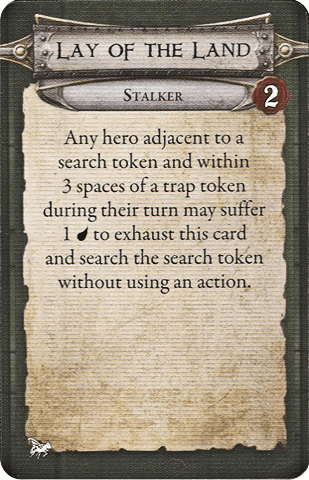 LAY OF THE LAND
STALKER
2
Any hero adjacent to a
search token and within
3 spaces of a trap token
during their turn may suffer
1 to exhaust this card
and search the search token
without using an action.